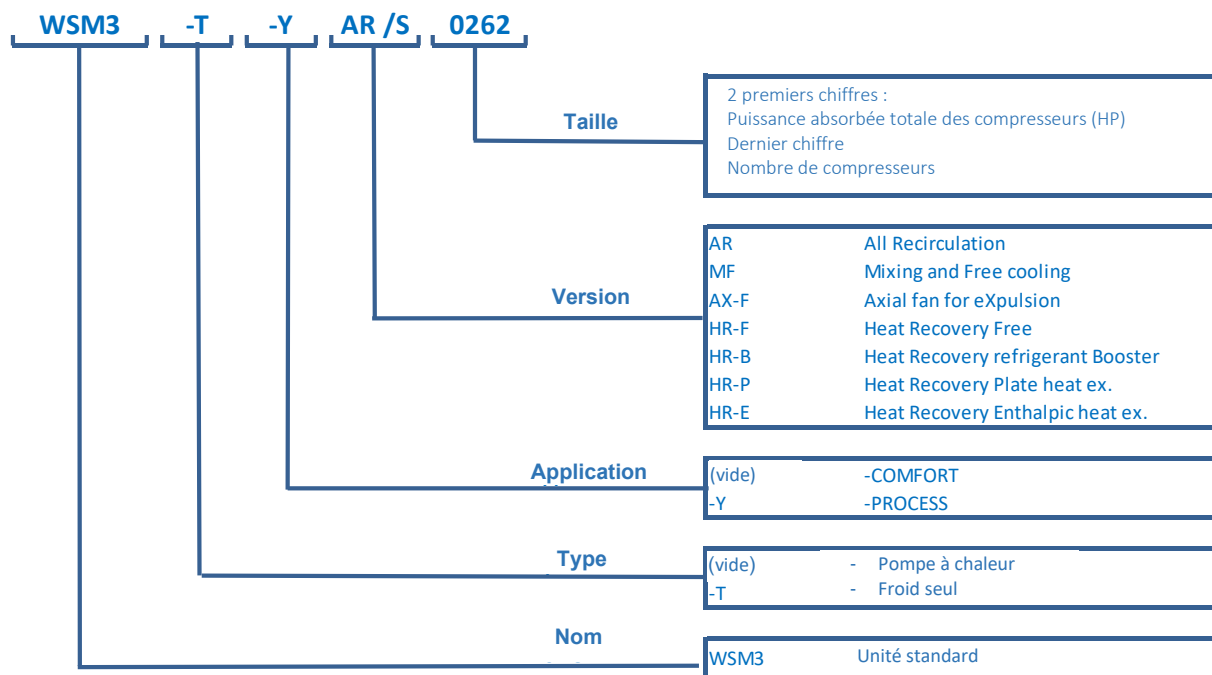 WSM3 -T -Y AR /S 0262
Taille
2 premiers chiffres :
Puissance absorbée totale des compresseurs (HP)
Dernier chiffre
Nombre de compresseurs
Version
AR All Recirculation
MF Mixing and Free cooling
AX-F Axial fan for eXpulsion
HR-F Heat Recovery Free
HR-B Heat Recovery refrigerant Booster
HR-P Heat Recovery Plate heat ex.
HR-E Heat Recovery Enthalpic heat ex.
Application
(vide) -COMFORT
-Y -PROCESS
Type
(vide) - Pompe à chaleur
-T - Froid seul
Nom
WSM3 Unité standard